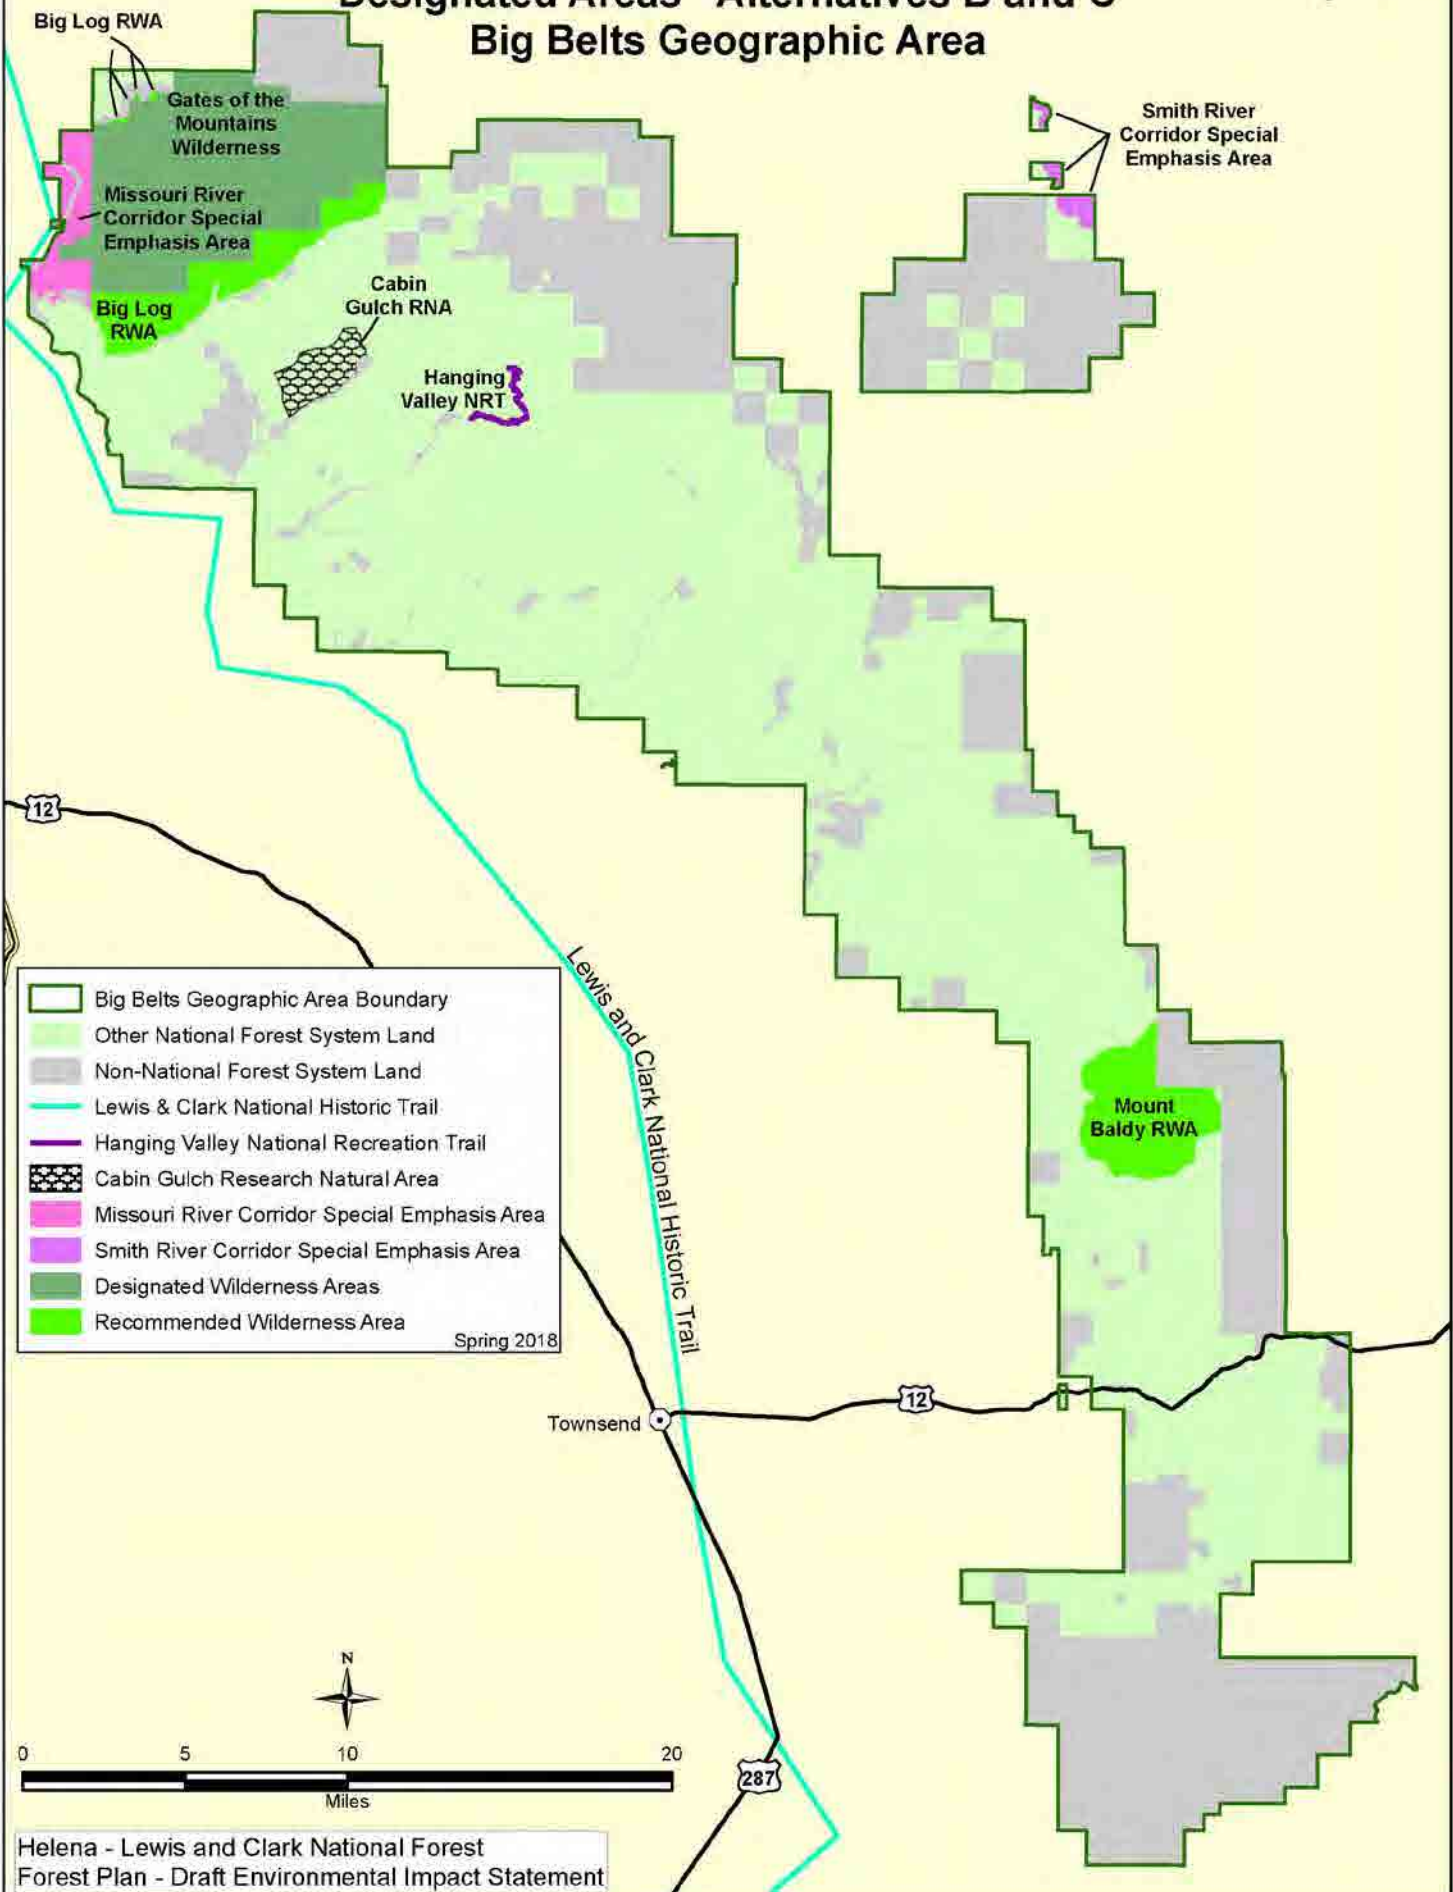 Designated Areas - Alternatives B and C
Big Belts Geographic Area
Big Log RWA
Gates of the
Mountains
Wilderness
Missouri River
Corridor Special
Emphasis Area
Big Log
RWA
Cabin
Gulch RNA
Hanging
Valley NRT
Smith River
Corridor Special
Emphasis Area
12
Lewis and Clark National Historic Trail
Mount
Baldy RWA
Big Belts Geographic Area Boundary
Other National Forest System Land
Non-National Forest System Land
Lewis & Clark National Historic Trail
Hanging Valley National Recreation Trail
Cabin Gulch Research Natural Area
Missouri River Corridor Special Emphasis Area
Smith River Corridor Special Emphasis Area
Designated Wilderness Areas
Recommended Wilderness Area
Spring 2018
Townsend
12
N
0 5 10 20
Miles
287
Helena - Lewis and Clark National Forest
Forest Plan - Draft Environmental Impact Statement